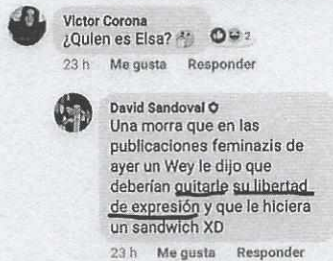 Victor Corona
¿Quien es Elsa? 🤔
2
23 h Me gusta Responder
David Sandoval
Una morra que en las
publicaciones feminazis de
ayer un Wey le dijo que
deberían quitarle su libertad
de expresión y que le hiciera
un sandwich XD
23 h Me gusta Responder